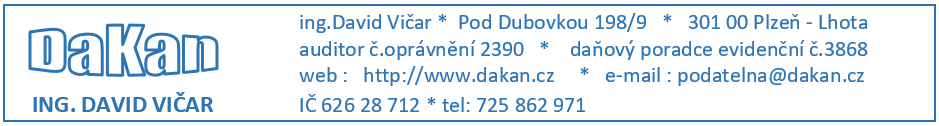 DaKan
ING. DAVID VIČAR
ing.David Vičar * Pod Dubovkou 198/9 * 301 00 Plzeň - Lhota
auditor č.oprávnění 2390 * daňový poradce evidenční č.3868
web : http://www.dakan.cz * e-mail : podatelna@dakan.cz
IČ 626 28 712 * tel: 725 862 971